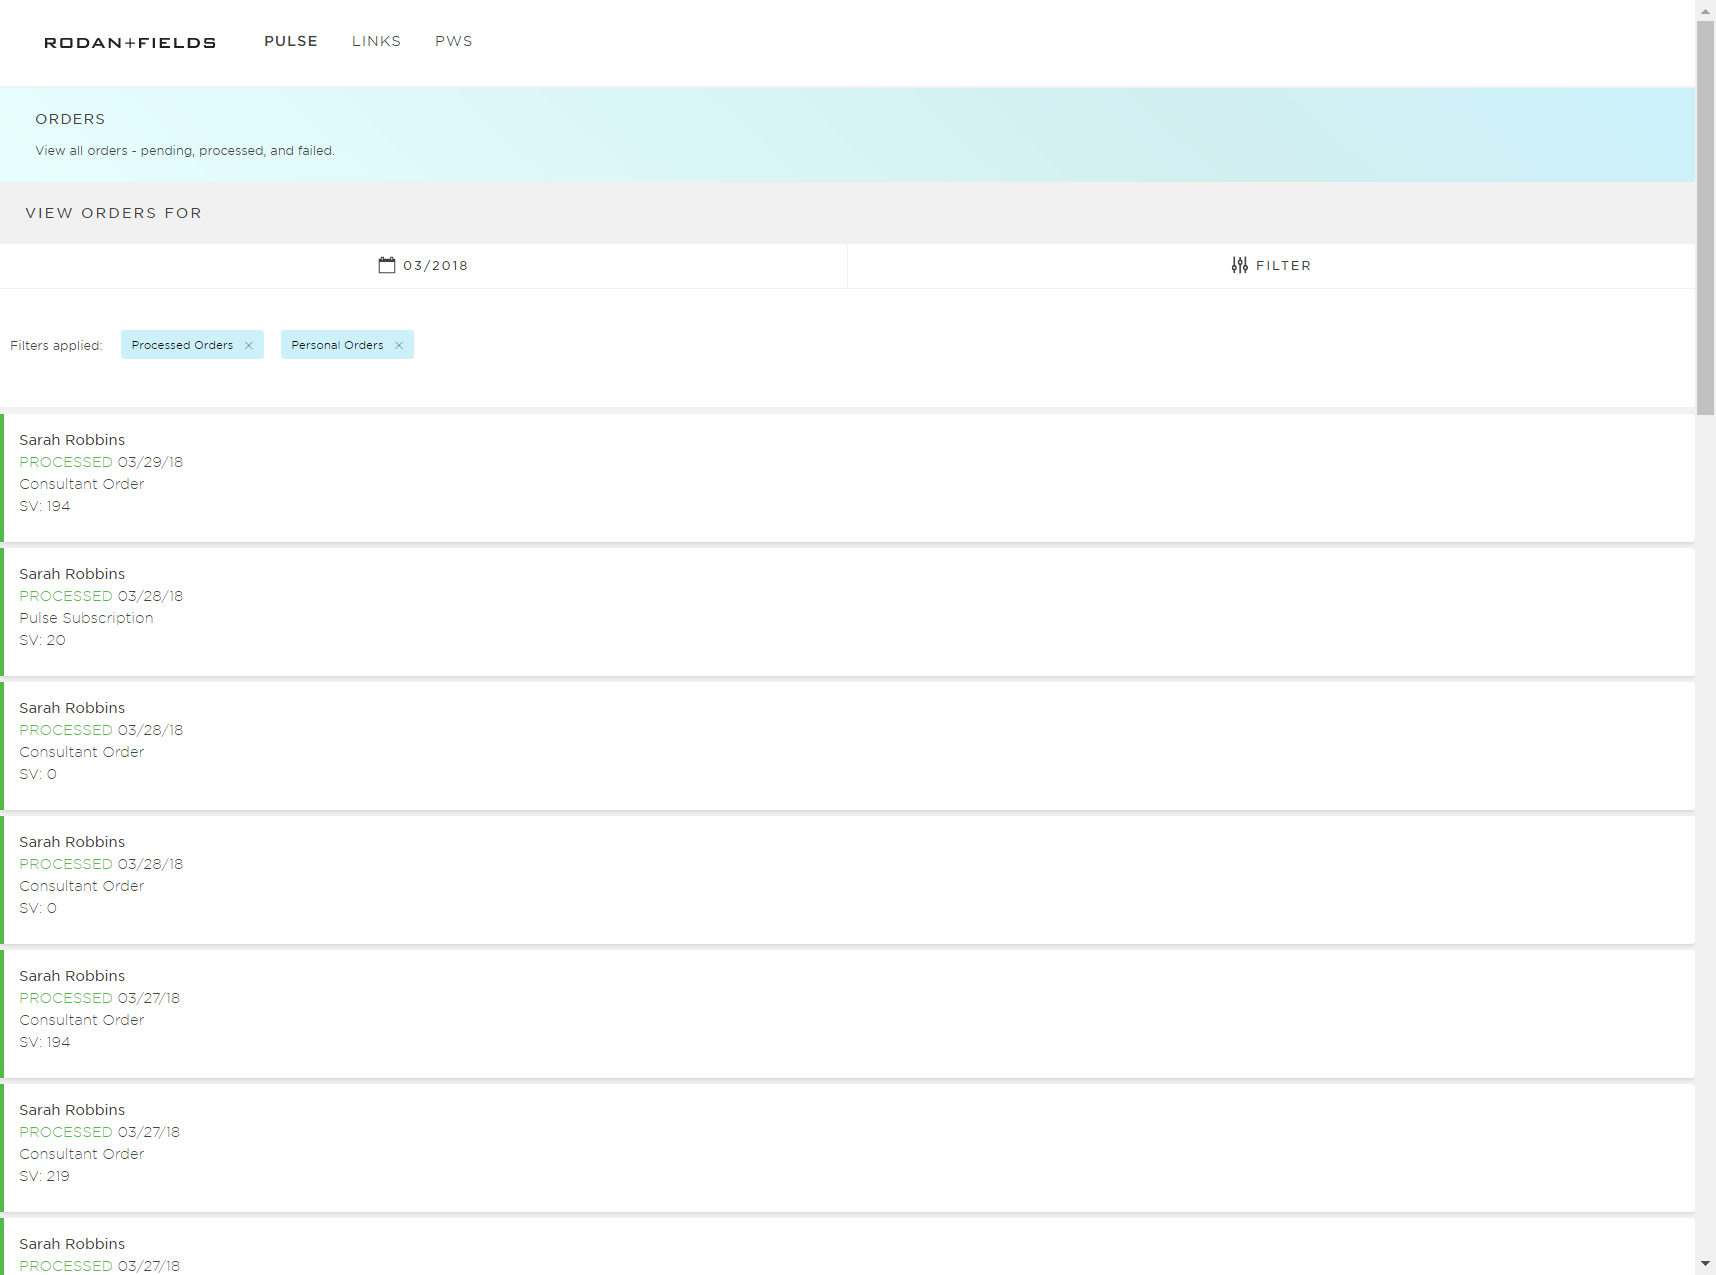 RODAN+FIELDS PULSE LINKS PWS
ORDERS
View all orders - pending, processed, and failed.
VIEW ORDERS FOR
03/2018 FILTER
Filters applied: Processed Orders × Personal Orders ×
Sarah Robbins
PROCESSED 03/29/18
Consultant Order
SV: 194
Sarah Robbins
PROCESSED 03/28/18
Pulse Subscription
SV: 20
Sarah Robbins
PROCESSED 03/28/18
Consultant Order
SV: 0
Sarah Robbins
PROCESSED 03/28/18
Consultant Order
SV: 0
Sarah Robbins
PROCESSED 03/27/18
Consultant Order
SV: 194
Sarah Robbins
PROCESSED 03/27/18
Consultant Order
SV: 219
Sarah Robbins
PROCESSED 03/27/18